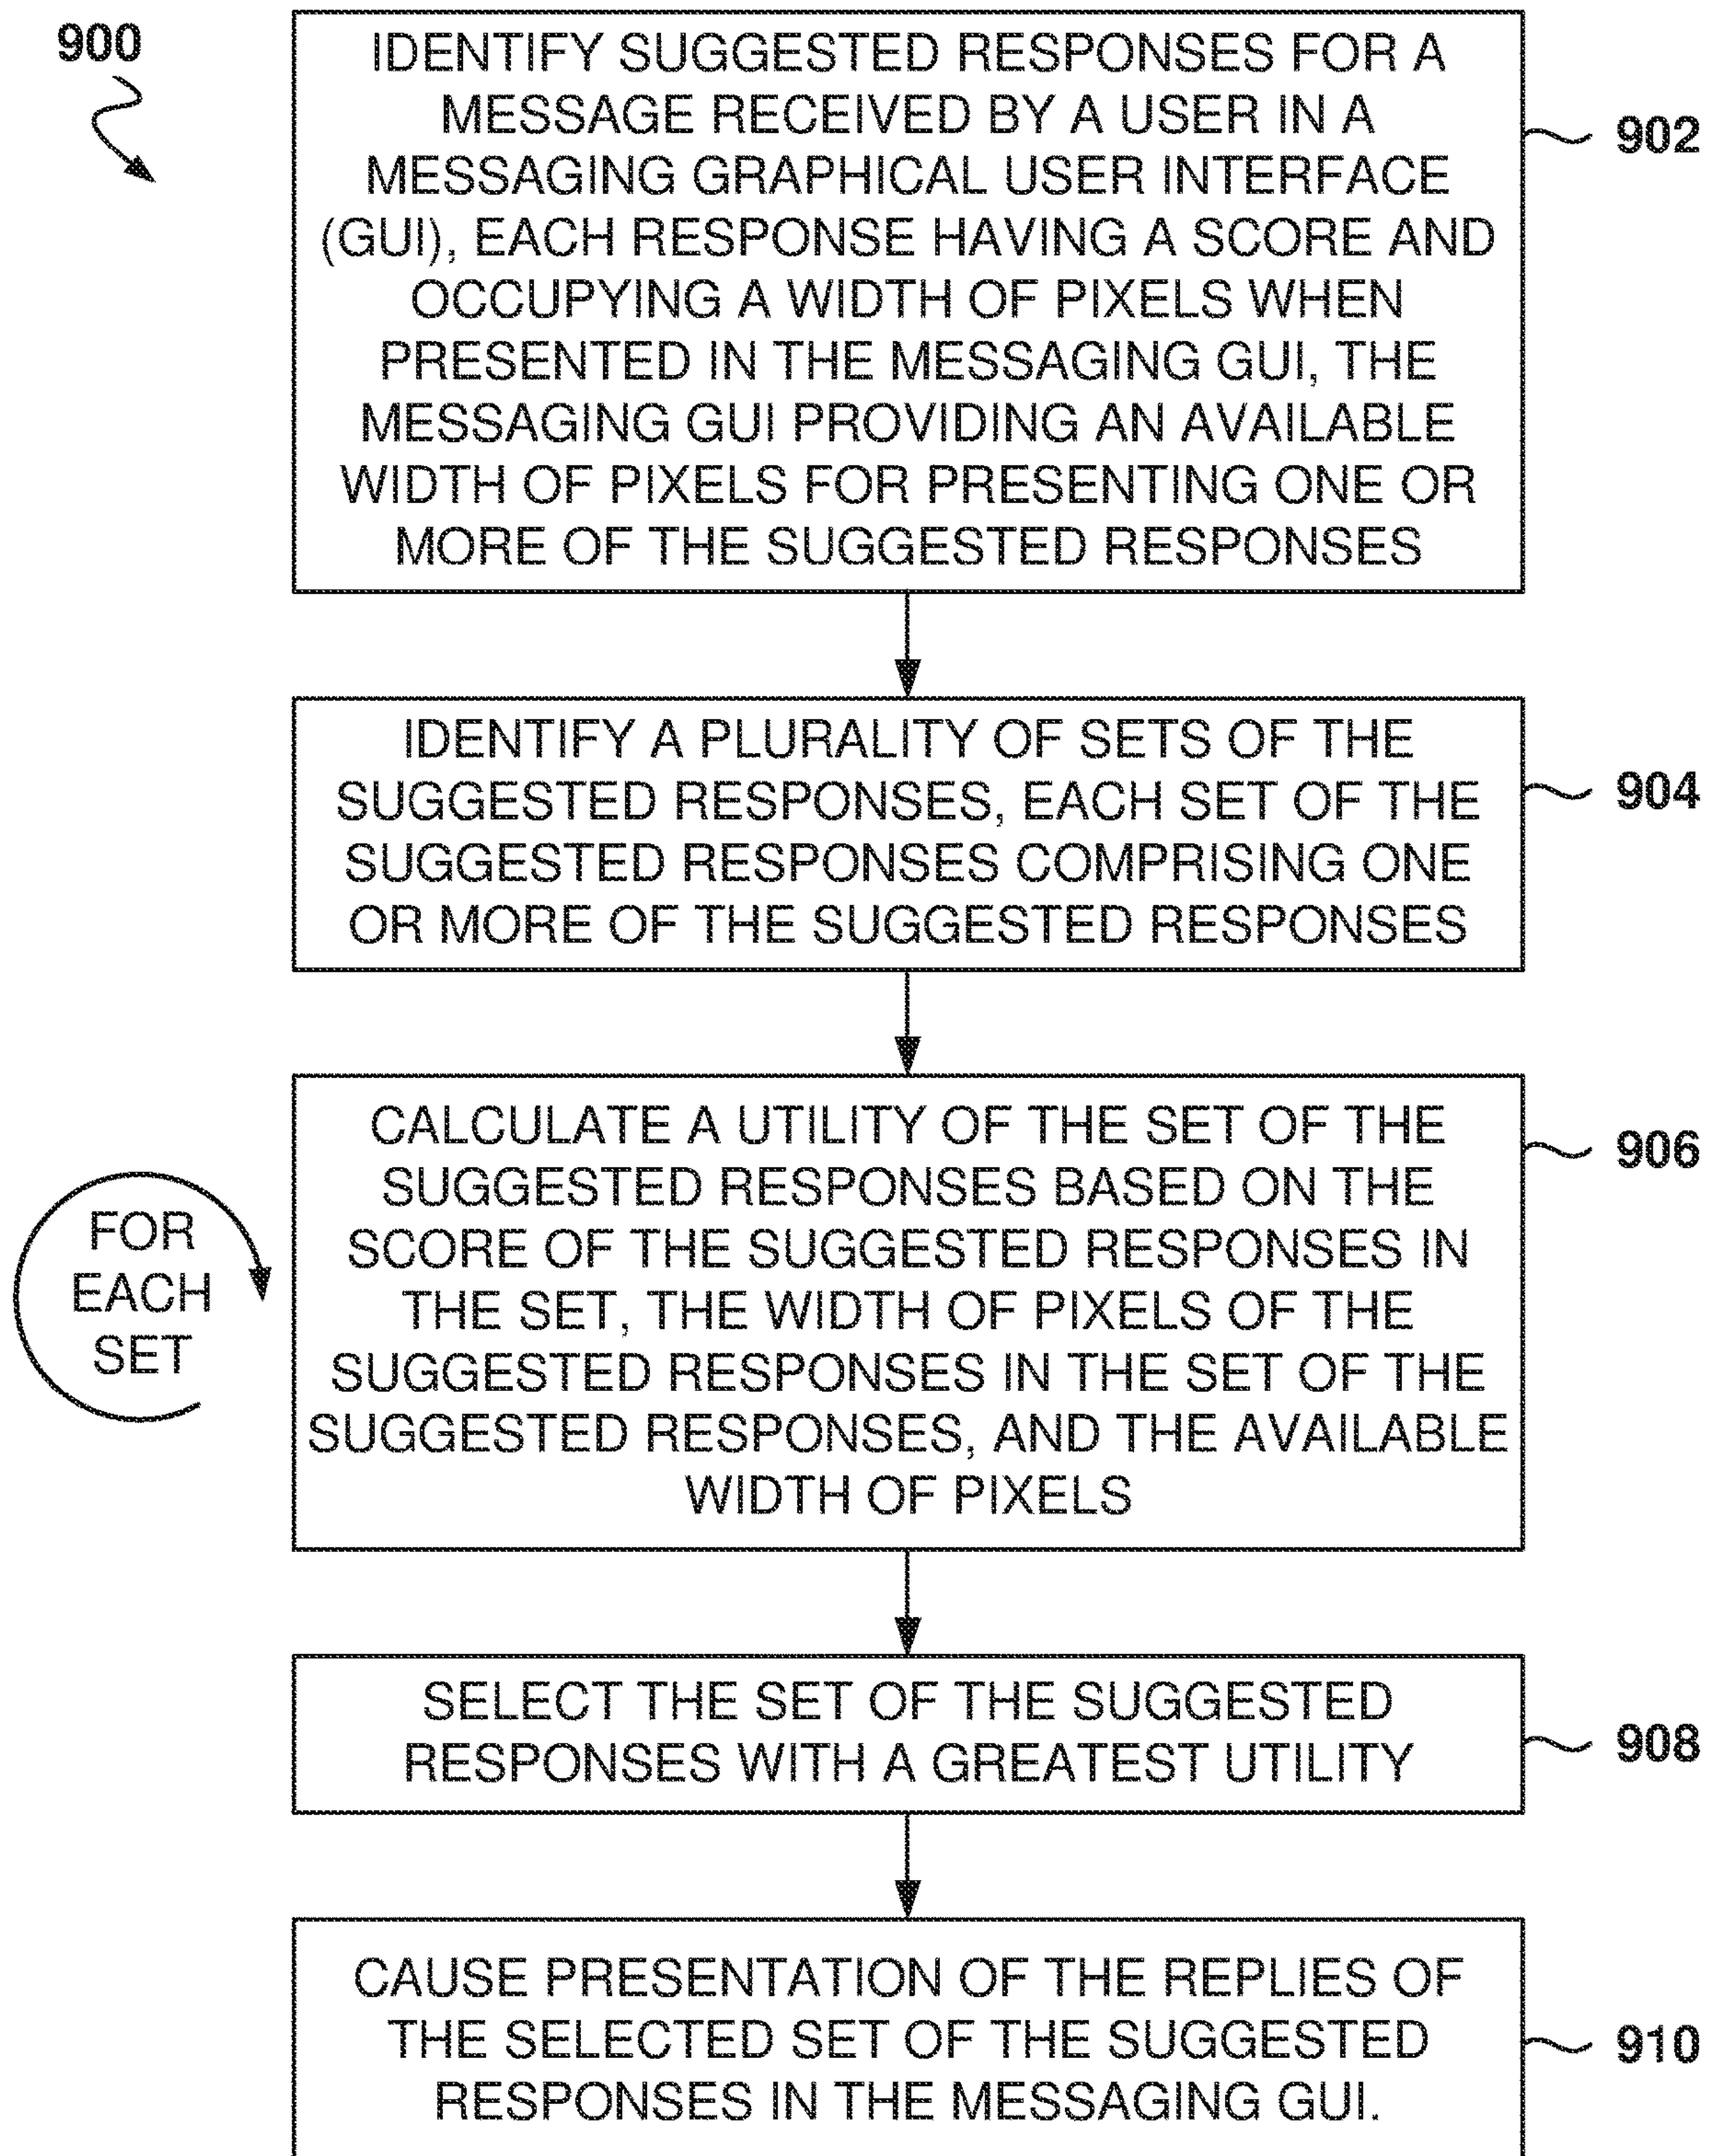 900
IDENTIFY SUGGESTED RESPONSES FOR A
MESSAGE RECEIVED BY A USER IN A
MESSAGING GRAPHICAL USER INTERFACE
(GUI), EACH RESPONSE HAVING A SCORE AND
OCCUPYING A WIDTH OF PIXELS WHEN
PRESENTED IN THE MESSAGING GUI, THE
MESSAGING GUI PROVIDING AN AVAILABLE
WIDTH OF PIXELS FOR PRESENTING ONE OR
MORE OF THE SUGGESTED RESPONSES
902
IDENTIFY A PLURALITY OF SETS OF THE
SUGGESTED RESPONSES, EACH SET OF THE
SUGGESTED RESPONSES COMPRISING ONE
OR MORE OF THE SUGGESTED RESPONSES
904
FOR
EACH
SET
CALCULATE A UTILITY OF THE SET OF THE
SUGGESTED RESPONSES BASED ON THE
SCORE OF THE SUGGESTED RESPONSES IN
THE SET, THE WIDTH OF PIXELS OF THE
SUGGESTED RESPONSES IN THE SET OF THE
SUGGESTED RESPONSES, AND THE AVAILABLE
WIDTH OF PIXELS
906
SELECT THE SET OF THE SUGGESTED
RESPONSES WITH A GREATEST UTILITY
908
CAUSE PRESENTATION OF THE REPLIES OF
THE SELECTED SET OF THE SUGGESTED
RESPONSES IN THE MESSAGING GUI.
910